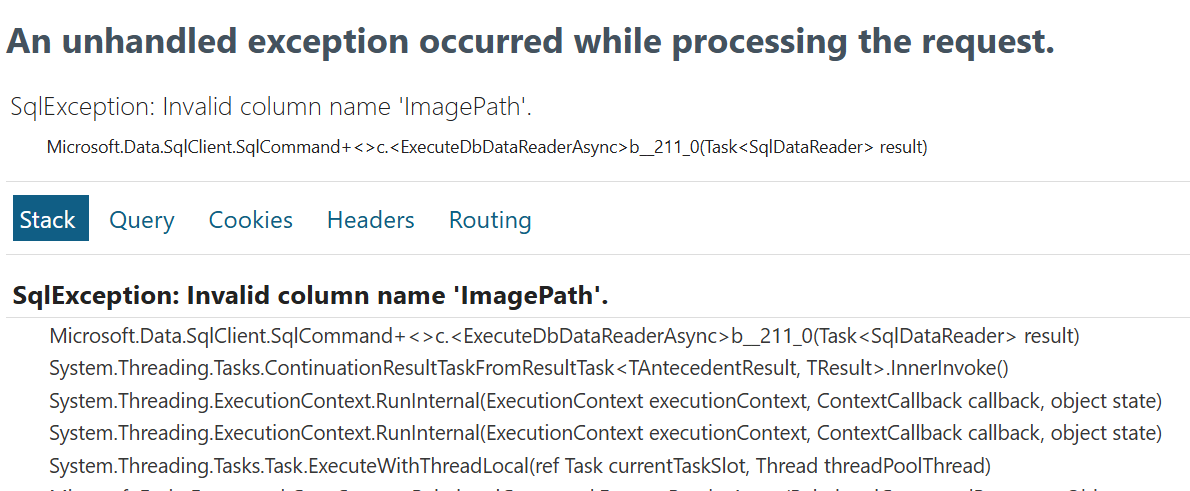 An unhandled exception occurred while processing the request.
SqlException: Invalid column name 'ImagePath'.
Microsoft.Data.SqlClient.SqlCommand+<>c.<ExecuteDbDataReaderAsync>b__211_0(Task<SqlDataReader> result)
Stack Query Cookies Headers Routing
SqlException: Invalid column name 'ImagePath'.
Microsoft.Data.SqlClient.SqlCommand+<>c.<ExecuteDbDataReaderAsync>b__211_0(Task<SqlDataReader> result)
System.Threading.Tasks.ContinuationResultTaskFromResultTask<TAntecedentResult, TResult>.InnerInvoke()
System.Threading.ExecutionContext.RunInternal(ExecutionContext executionContext, ContextCallback callback, object state)
System.Threading.ExecutionContext.RunInternal(ExecutionContext executionContext, ContextCallback callback, object state)
System.Threading.Tasks.Task.ExecuteWithThreadLocal(ref Task currentTaskSlot, Thread threadPoolThread)